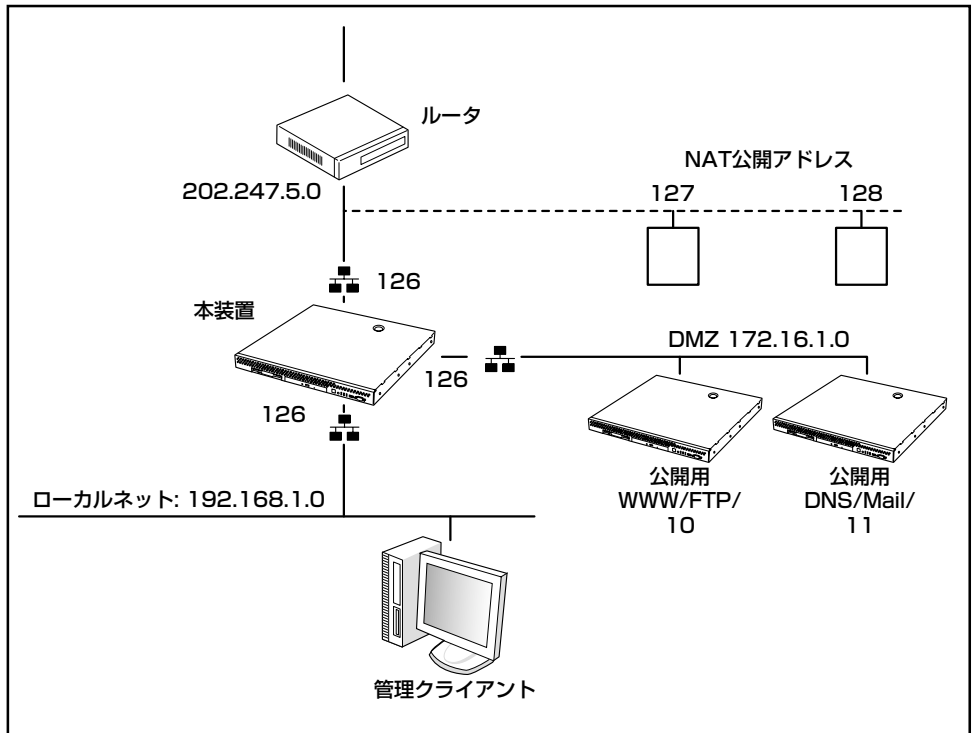 ルータ
NAT公開アドレス
202.247.5.0
127
128
126
本装置
DMZ 172.16.1.0
126
126
公開用
WWW/FTP/
10
公開用
DNS/Mail/
11
ローカルネット: 192.168.1.0
管理クライアント